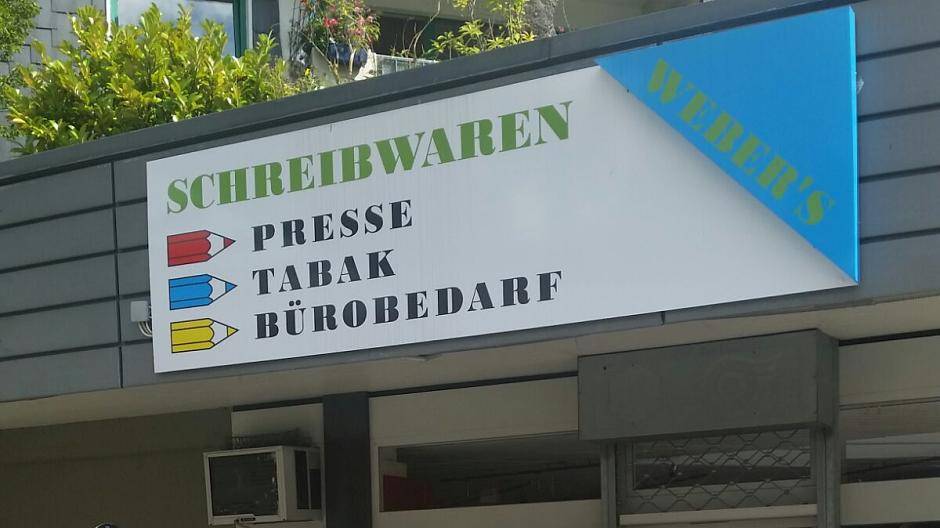 SCHREIBWAREN
PRESSE
TABAK
BÜROBEDARF
WEBER'S